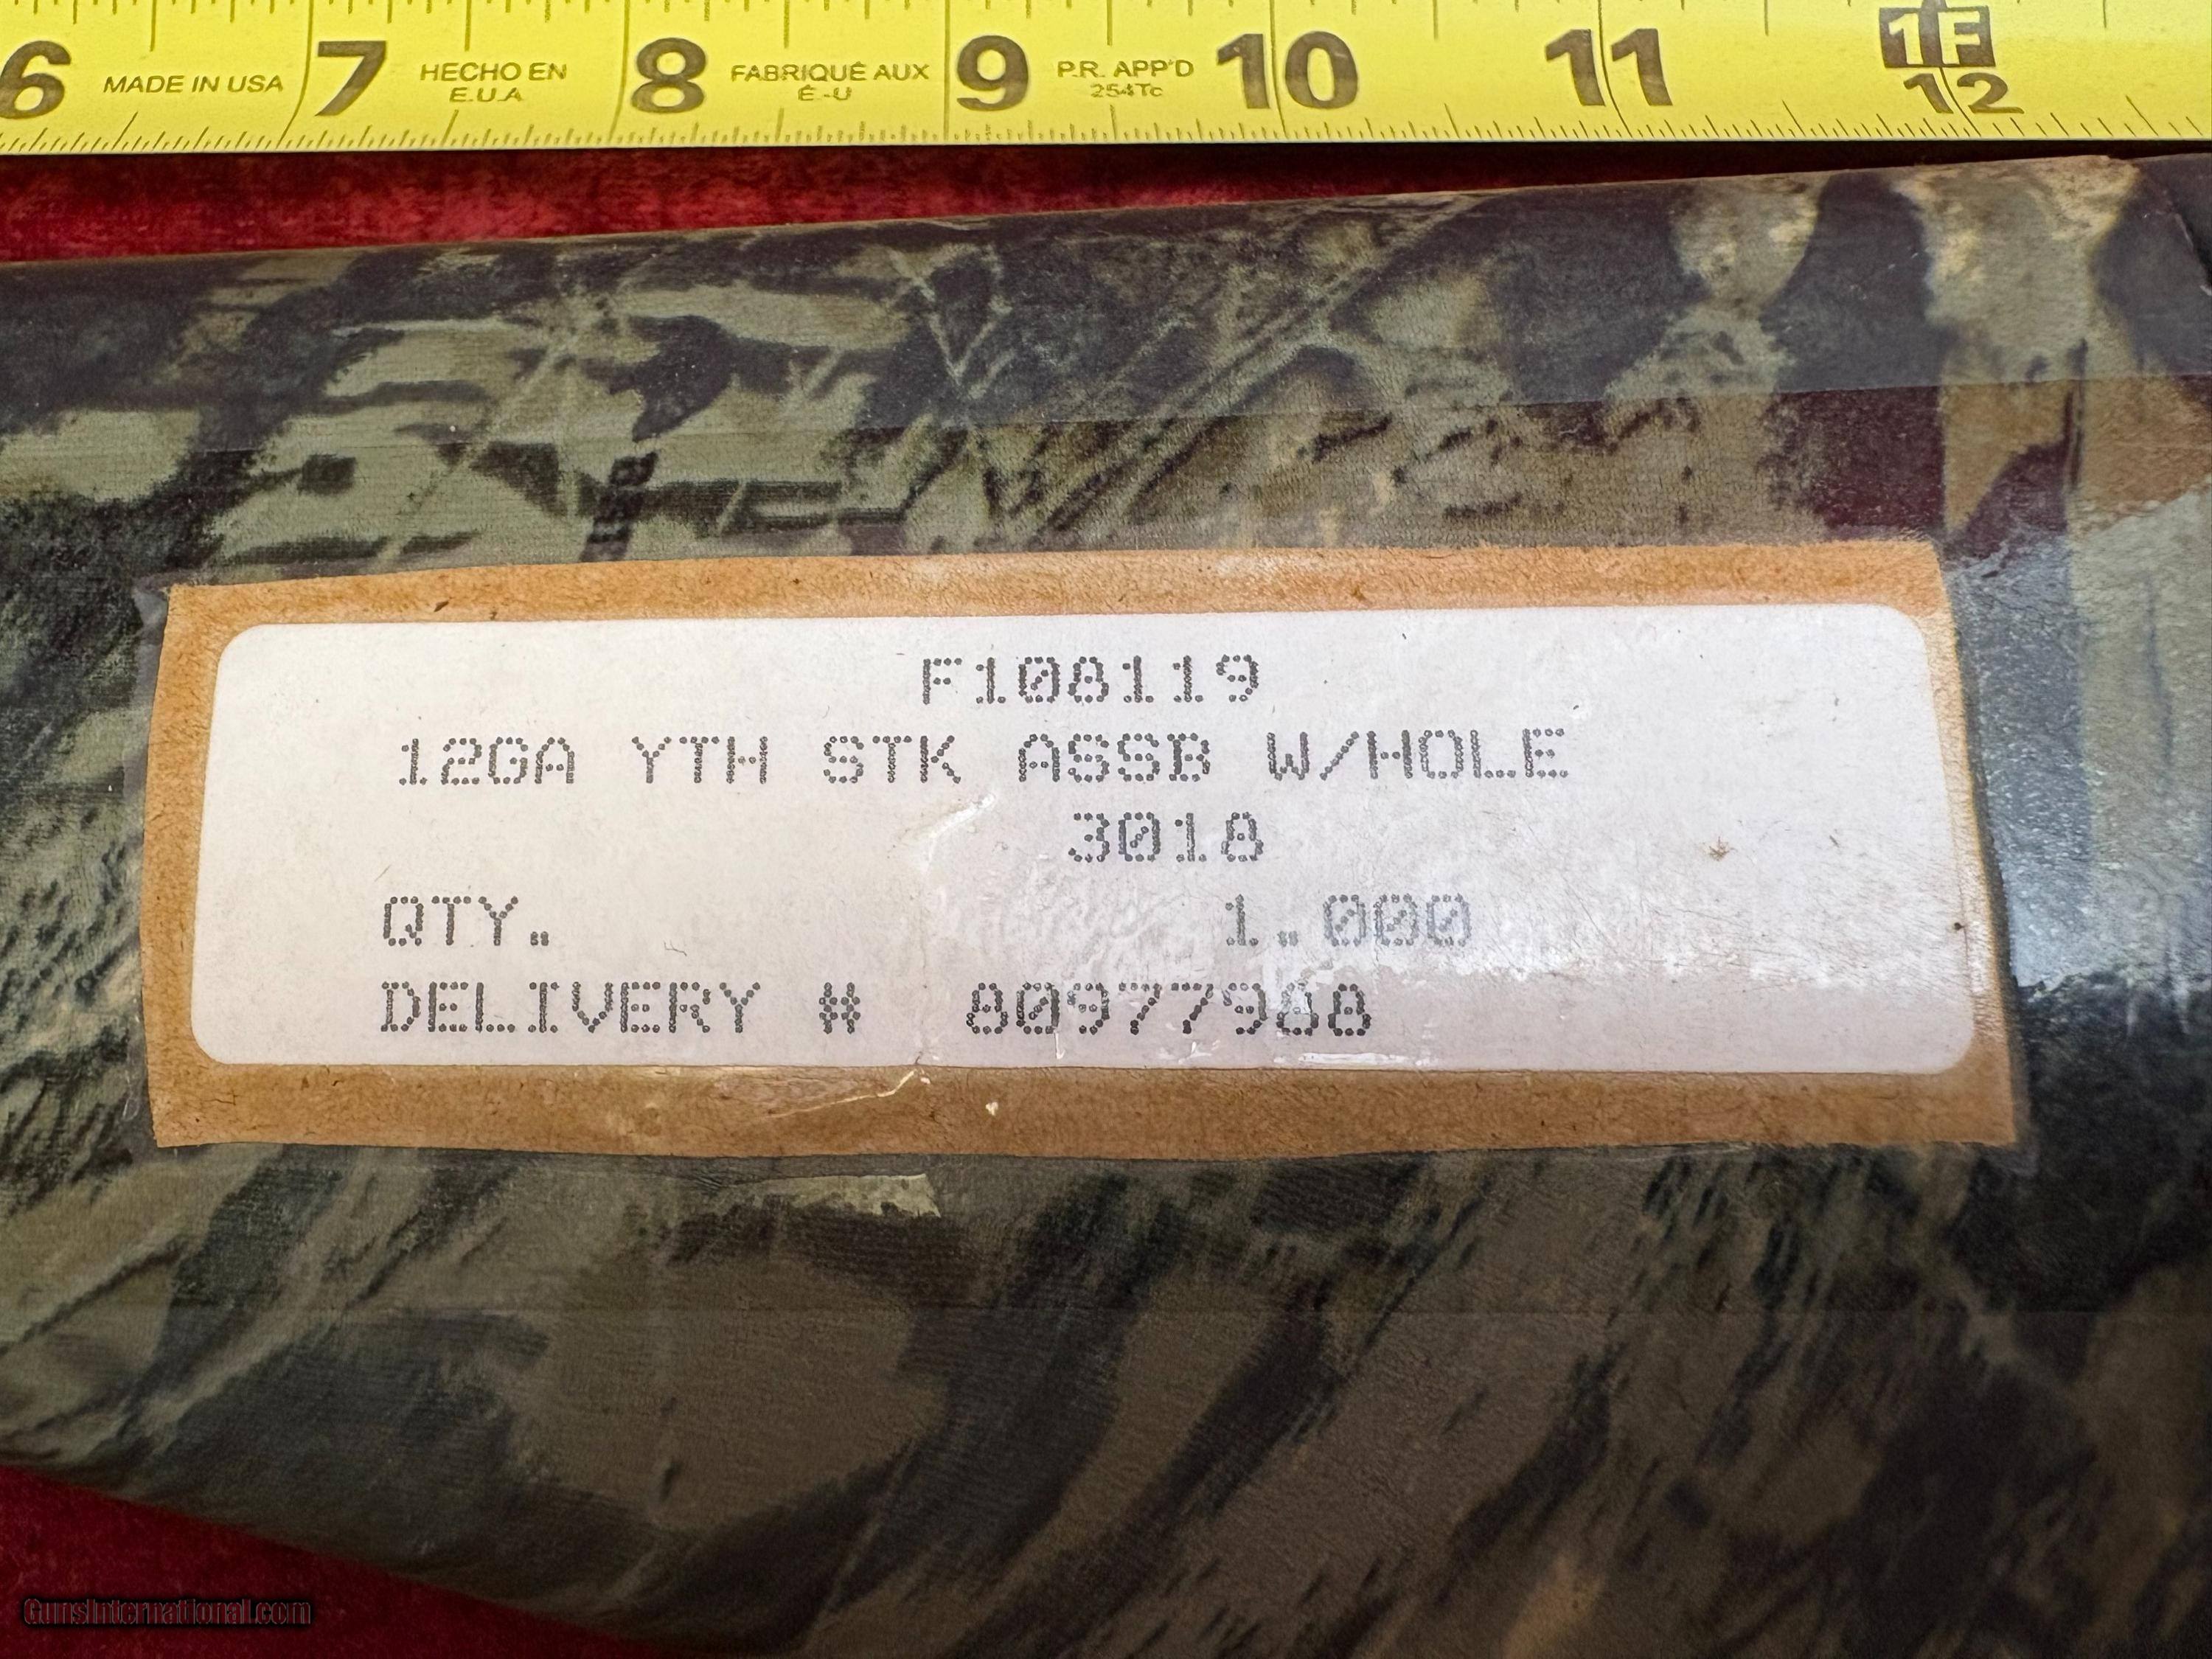 6 MADE IN USA 7 HECHO EN E.U.A 8 FABRIQUÉ AUX É.-U 9 P.R. APP'D 254Tc 10 11 1F 12
F108119
12GA YTH STK ASSB W/HOLE
3018
QTY. 1.000
DELIVERY # 80977988
GunsInternational.com